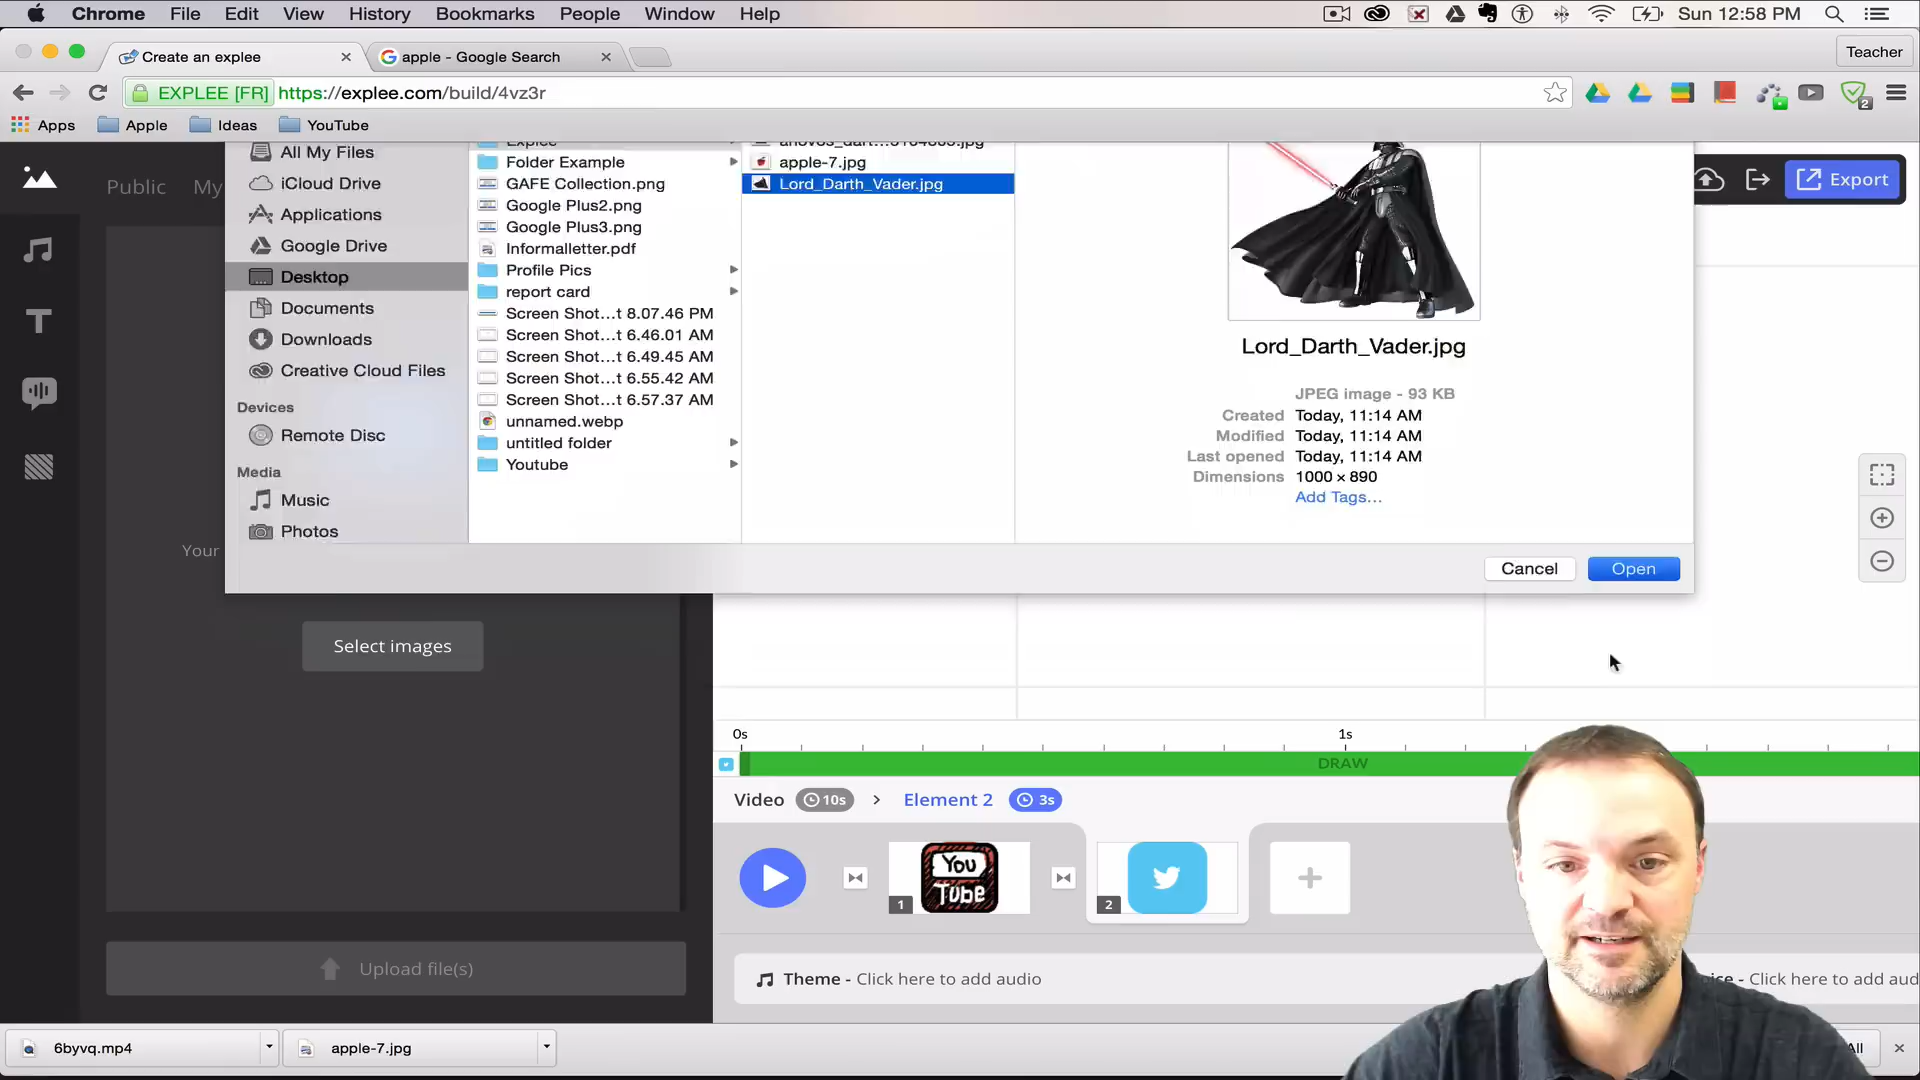 Chrome File Edit View History Bookmarks People Window Help Sun 12:58 PM
Create an explee apple - Google Search Teacher
EXPLEE [FR] https://explee.com/build/4vz3r 2
Apps Apple Ideas YouTube
Public My Export
All My Files
iCloud Drive
Applications
Google Drive
Desktop
Documents
Downloads
Creative Cloud Files
Devices
Remote Disc
Media
Music
Photos
Explee
Folder Example
GAFE Collection.png
Google Plus2.png
Google Plus3.png
Informalletter.pdf
Profile Pics
report card
Screen Shot...t 8.07.46 PM
Screen Shot...t 6.46.01 AM
Screen Shot...t 6.49.45 AM
Screen Shot...t 6.55.42 AM
Screen Shot...t 6.57.37 AM
unnamed.webp
untitled folder
Youtube
apple-7.jpg
Lord_Darth_Vader.jpg
Lord_Darth_Vader.jpg
JPEG image - 93 KB
Created Today, 11:14 AM
Modified Today, 11:14 AM
Last opened Today, 11:14 AM
Dimensions 1000 × 890
Add Tags...
Cancel Open
Your
Select images
Upload file(s)
0s 1s
DRAW
Video 10s > Element 2 3s
You
Tube
1 2
Theme - Click here to add audio
Click here to add aud
6byvq.mp4 apple-7.jpg All